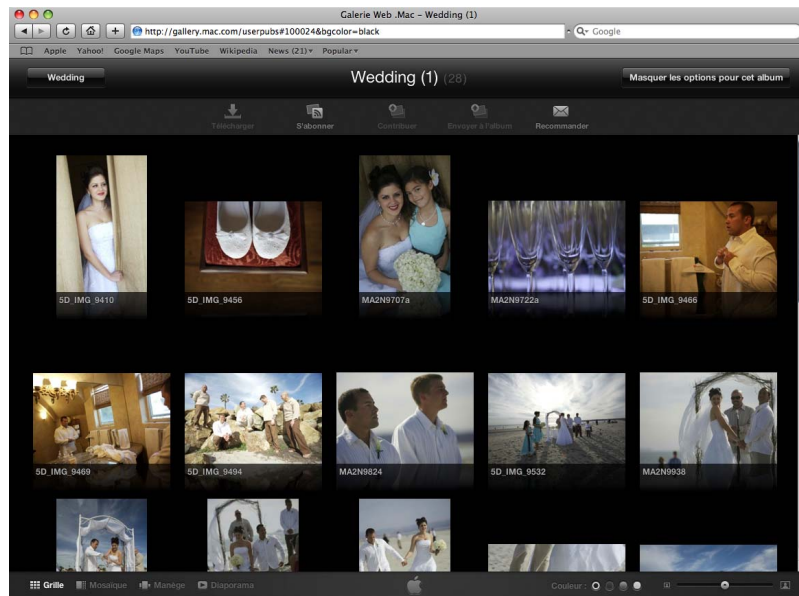 Galerie Web .Mac – Wedding (1)
http://gallery.mac.com/userpubs#100024&bgcolor=black
Google
Apple Yahoo! Google Maps YouTube Wikipedia News (21) Popular
Wedding
Wedding (1) (28)
Masquer les options pour cet album
Télécharger S'abonner Contribuer Envoyer à l'album Recommander
5D_IMG_9410 5D_IMG_9456 MA2N9707a MA2N9722a 5D_IMG_9466
5D_IMG_9469 5D_IMG_9494 MA2N9824 5D_IMG_9532 MA2N9938
Grille Mosaïque Manège Diaporama Couleur :